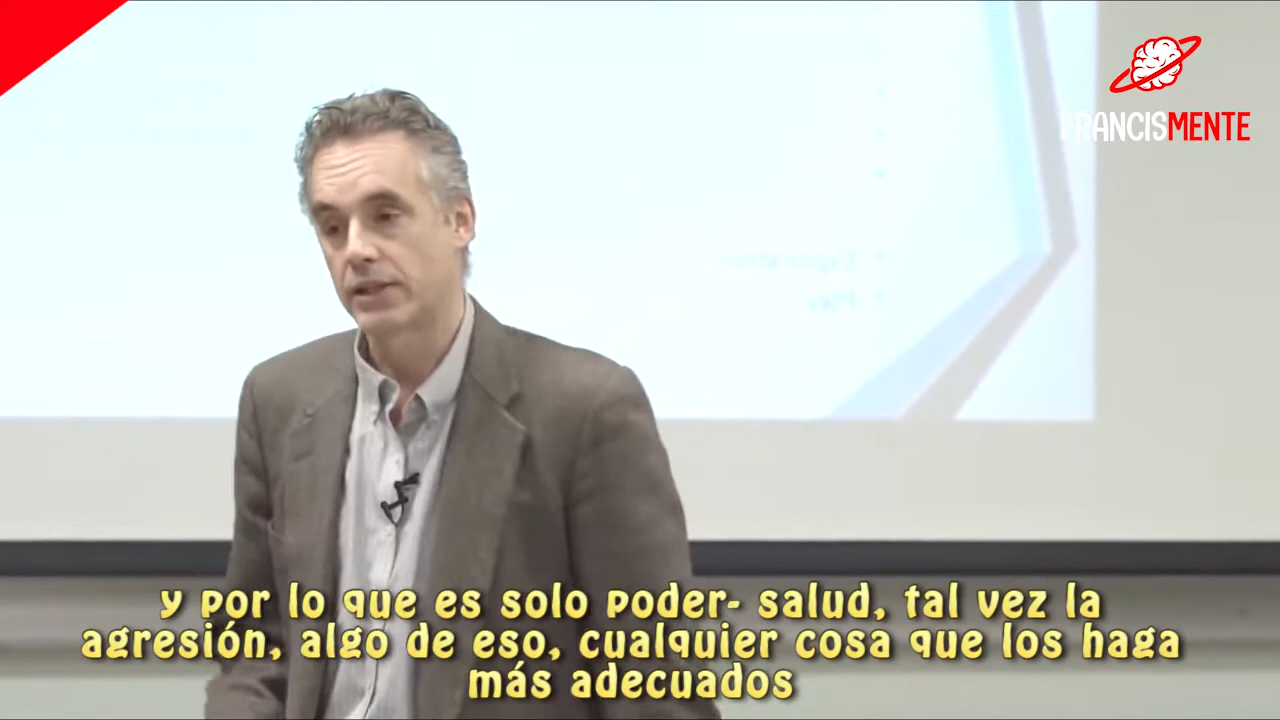 FRANCISMENTE
y por lo que es solo poder- salud, tal vez la
agresión, algo de eso, cualquier cosa que los haga
más adecuados